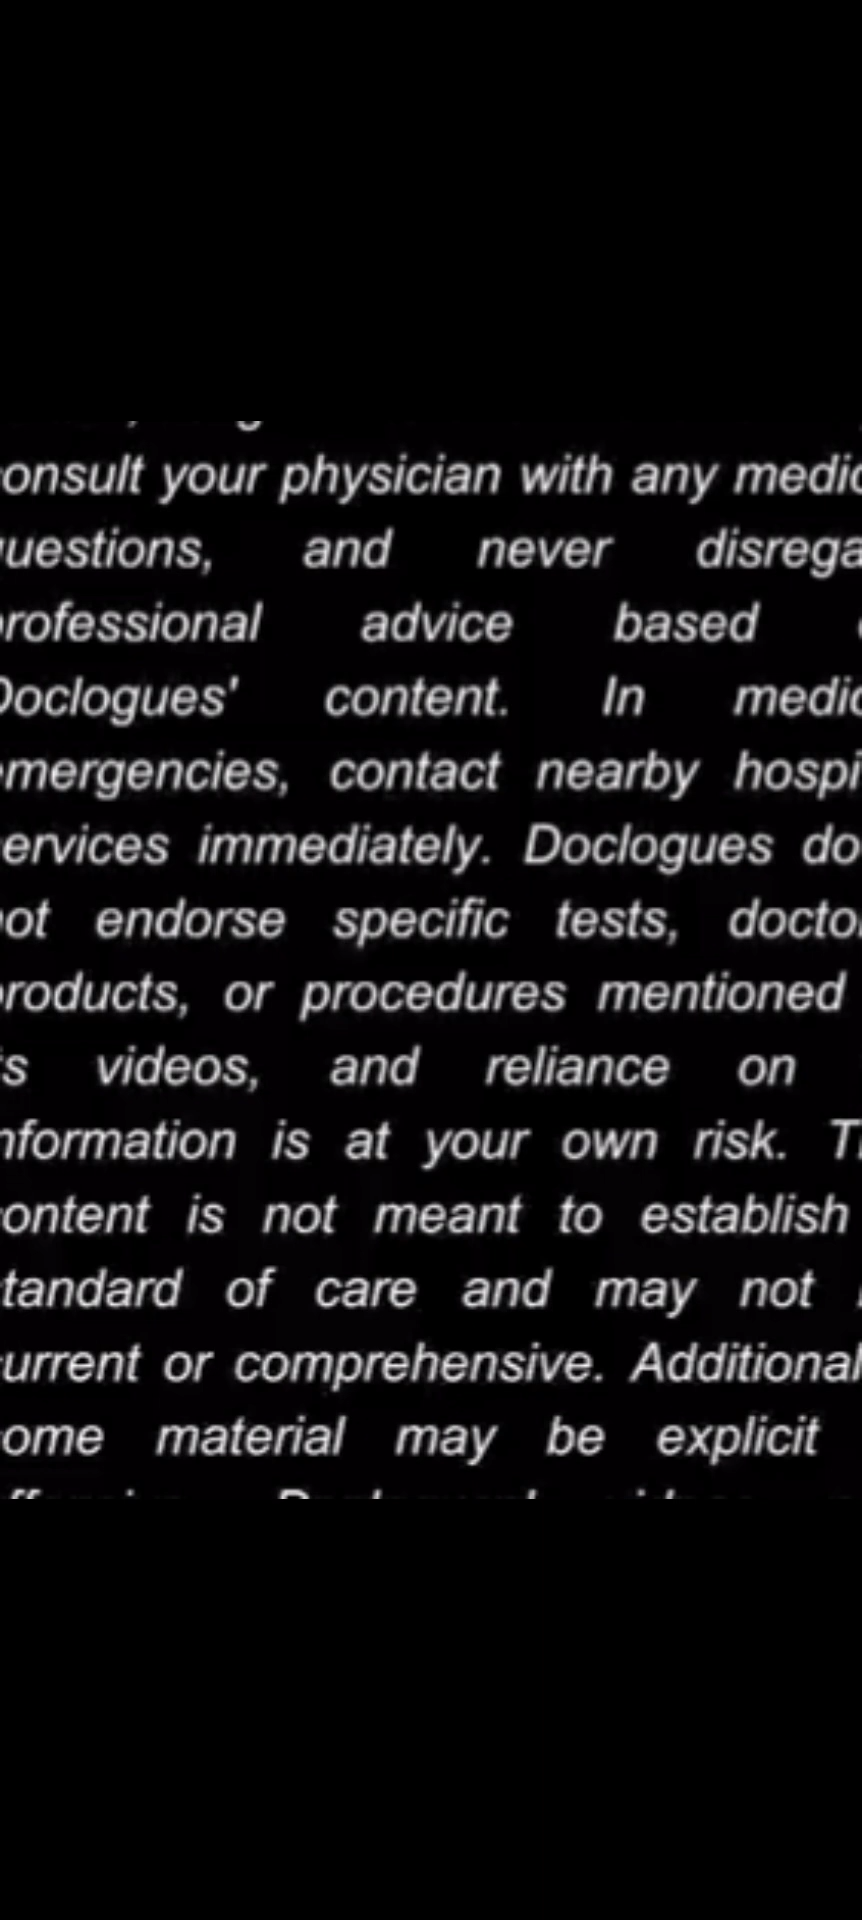 onsult your physician with any medic
uestions, and never disrega
rofessional advice based
Doclogues' content. In medic
mergencies, contact nearby hospi
ervices immediately. Doclogues do
ot endorse specific tests, docto
roducts, or procedures mentioned
s videos, and reliance on
nformation is at your own risk. T
ontent is not meant to establish
tandard of care and may not
urrent or comprehensive. Additional
ome material may be explicit